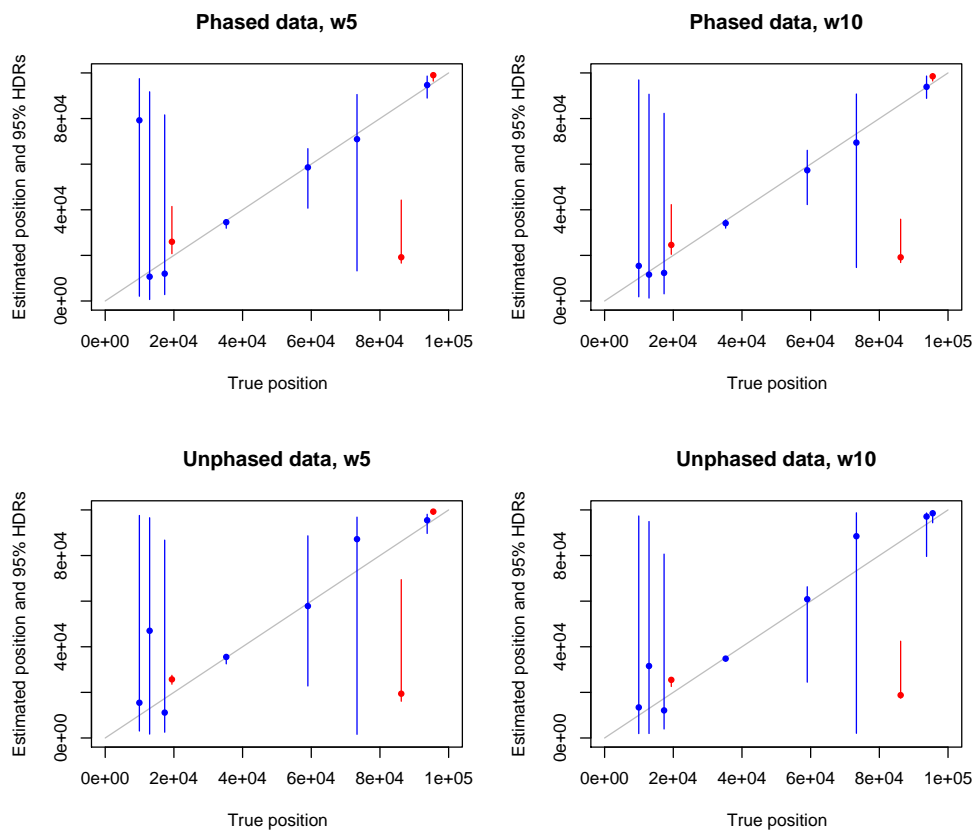 Phased data, w5
Estimated position and 95% HDRs
0e+00 4e+04 8e+04
0e+00 2e+04 4e+04 6e+04 8e+04 1e+05
True position
Phased data, w10
Estimated position and 95% HDRs
0e+00 4e+04 8e+04
0e+00 2e+04 4e+04 6e+04 8e+04 1e+05
True position
Unphased data, w5
Estimated position and 95% HDRs
0e+00 4e+04 8e+04
0e+00 2e+04 4e+04 6e+04 8e+04 1e+05
True position
Unphased data, w10
Estimated position and 95% HDRs
0e+00 4e+04 8e+04
0e+00 2e+04 4e+04 6e+04 8e+04 1e+05
True position